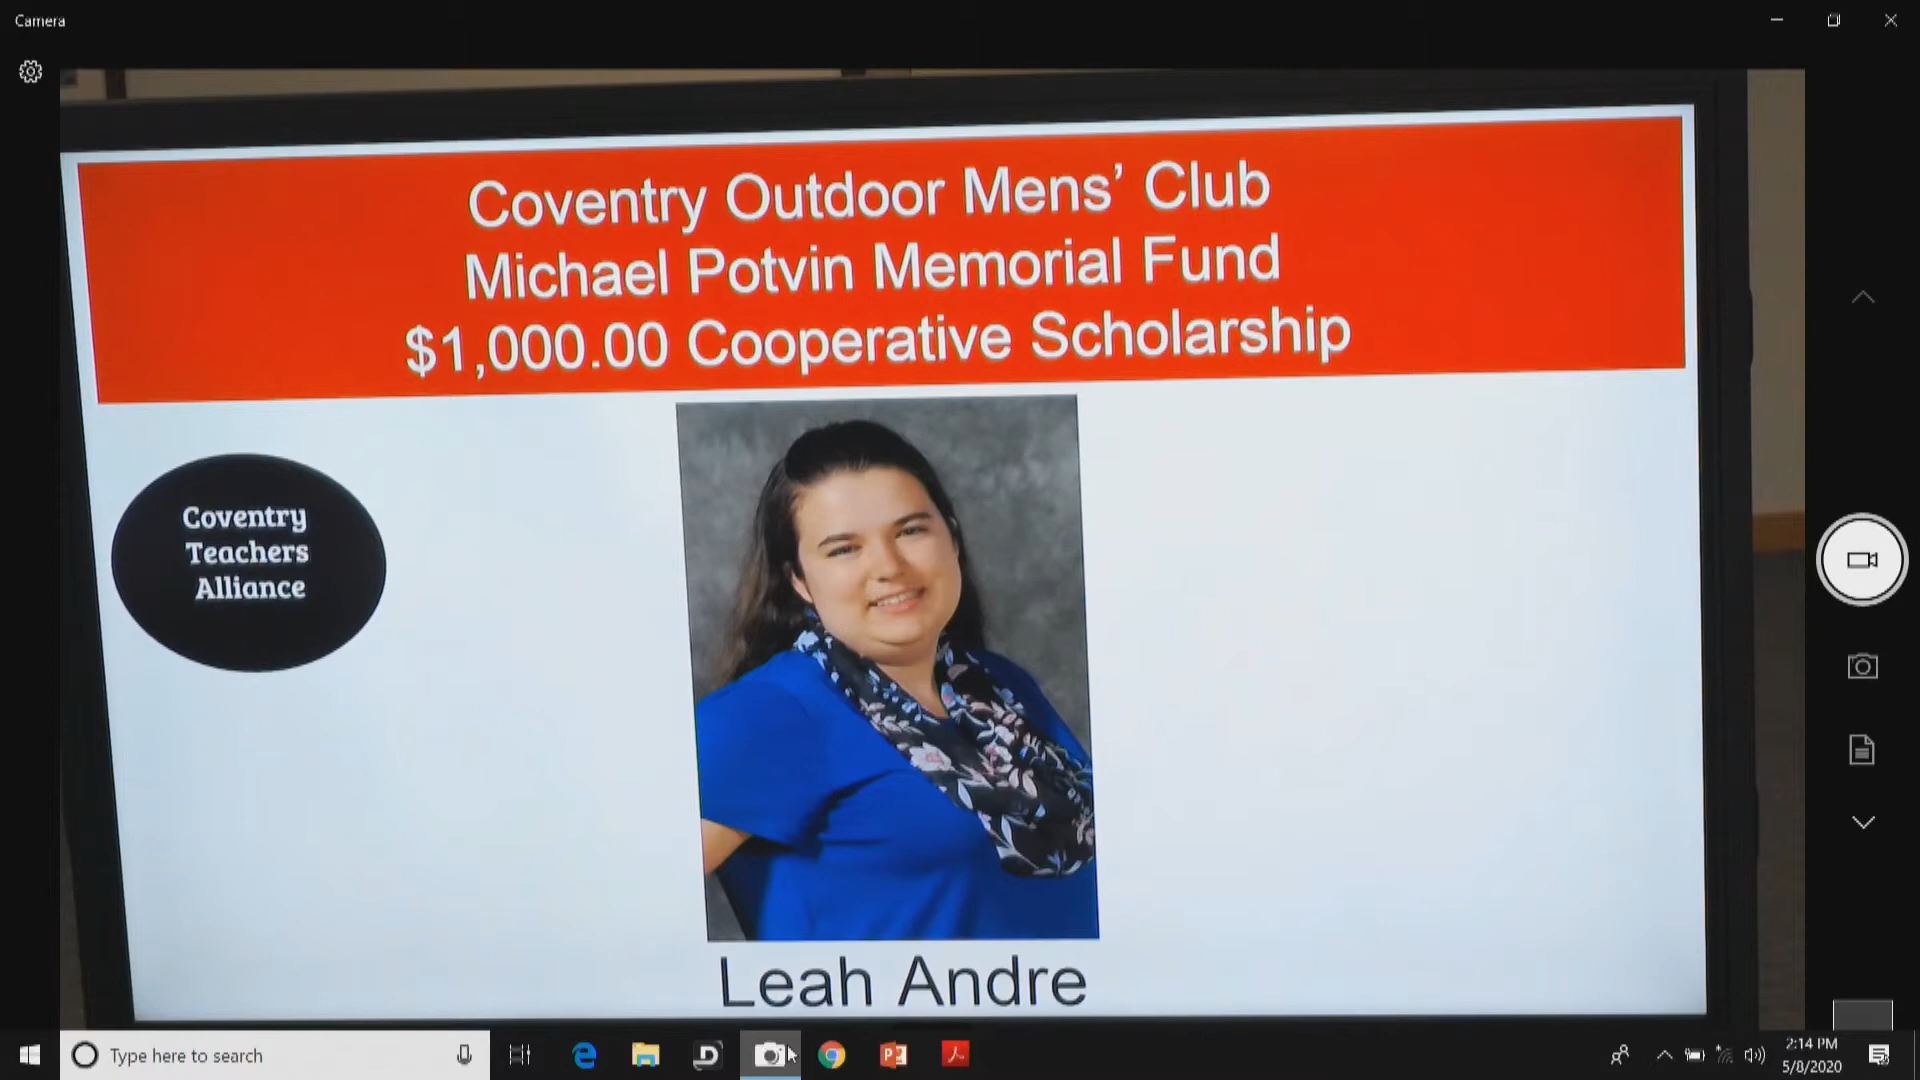 Camera
Coventry Outdoor Mens' Club
Michael Potvin Memorial Fund
$1,000.00 Cooperative Scholarship
Coventry
Teachers
Alliance
Leah Andre
Type here to search
2:14 PM
5/8/2020